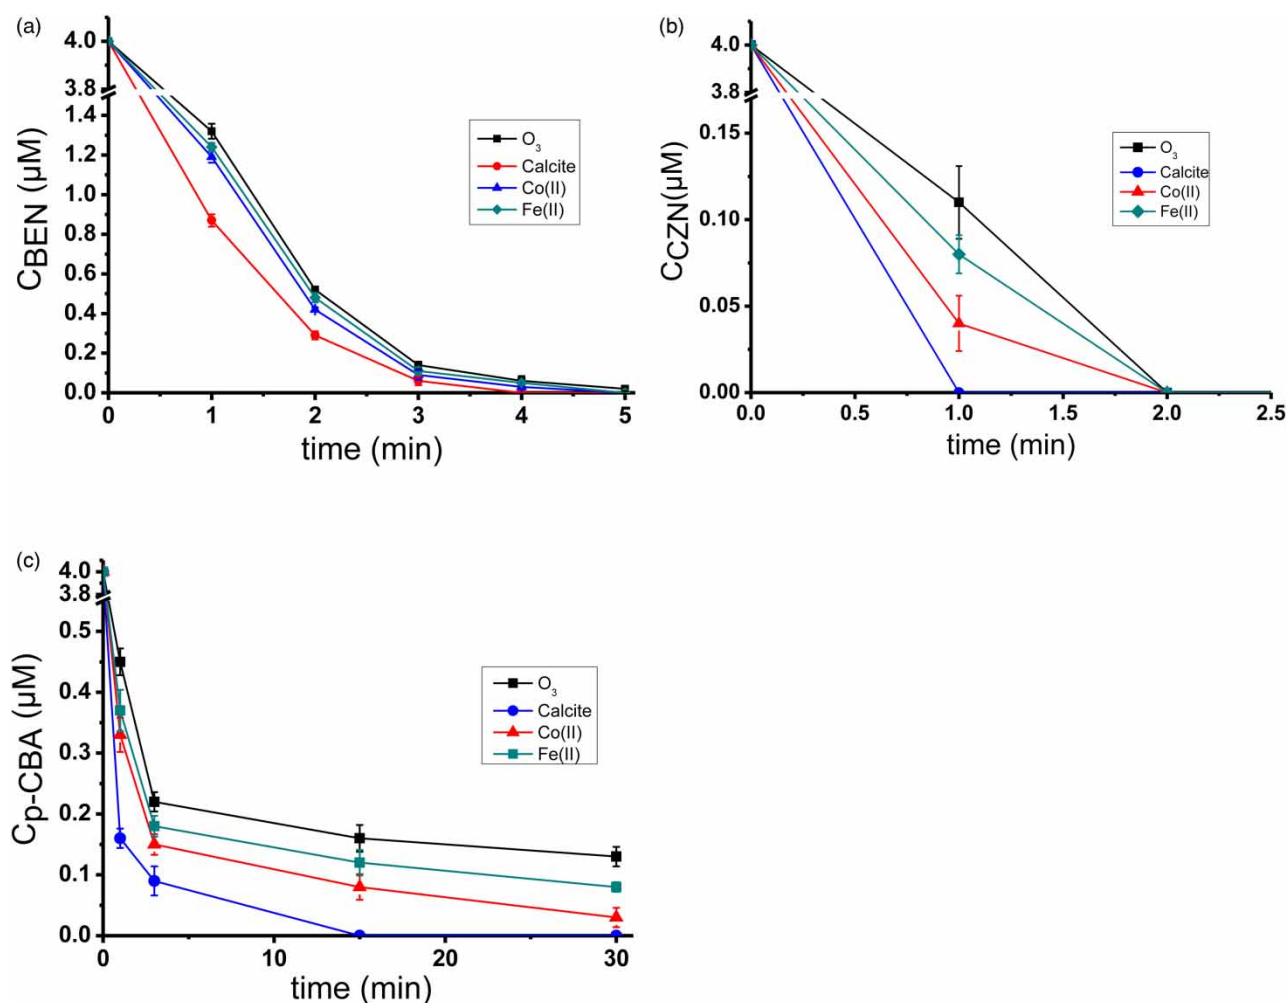 (a)
4.0
3.8
1.4
1.2
1.0
0.8
0.6
0.4
0.2
0.0
C_BEN (µM)
O3
Calcite
Co(II)
Fe(II)
0 1 2 3 4 5
time (min)
(b)
4.0
3.8
0.15
0.10
0.05
0.00
C_CZN(µM)
O3
Calcite
Co(II)
Fe(II)
0.0 0.5 1.0 1.5 2.0 2.5
time (min)
(c)
4.0
3.8
0.5
0.4
0.3
0.2
0.1
0.0
Cp-CBA (µM)
O3
Calcite
Co(II)
Fe(II)
0 10 20 30
time (min)